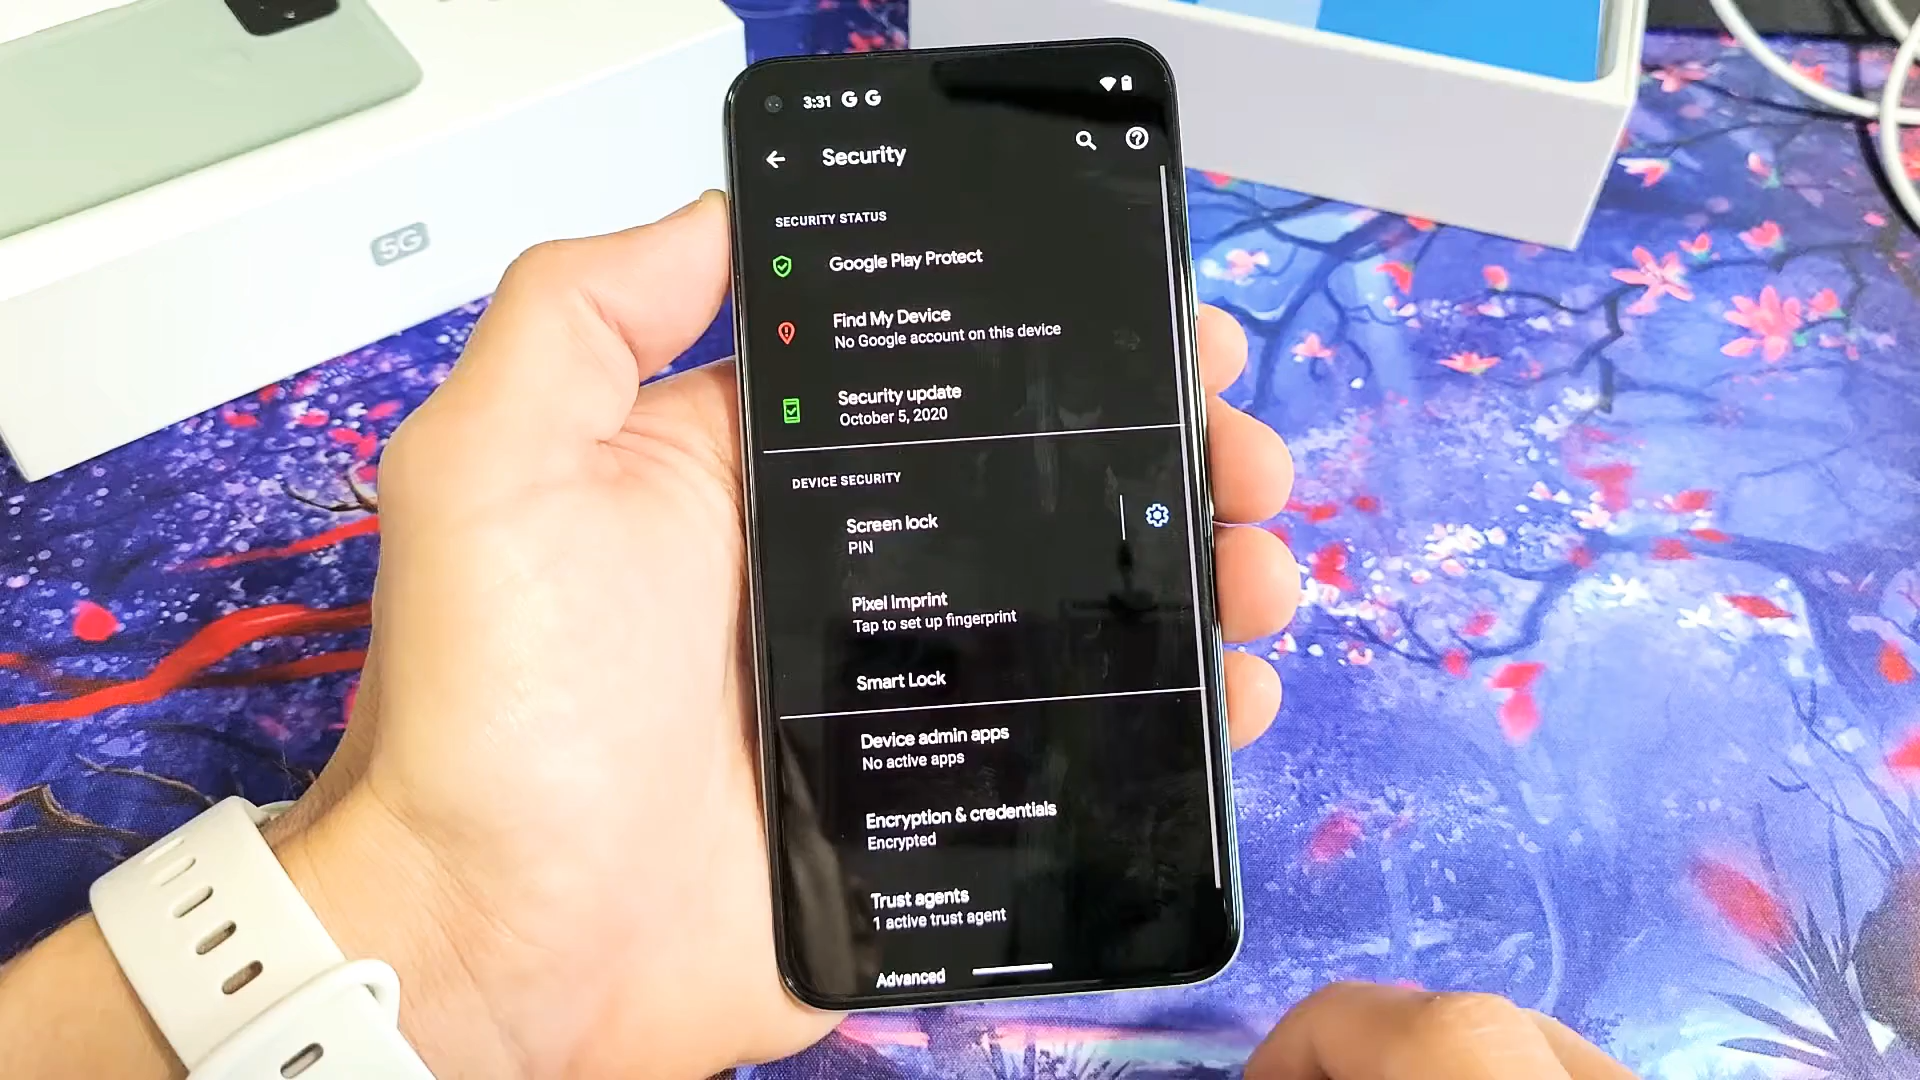 5G
3:31 G G
Security
SECURITY STATUS
Google Play Protect
Find My Device
No Google account on this device
Security update
October 5, 2020
DEVICE SECURITY
Screen lock
PIN
Pixel Imprint
Tap to set up fingerprint
Smart Lock
Device admin apps
No active apps
Encryption & credentials
Encrypted
Trust agents
1 active trust agent
Advanced